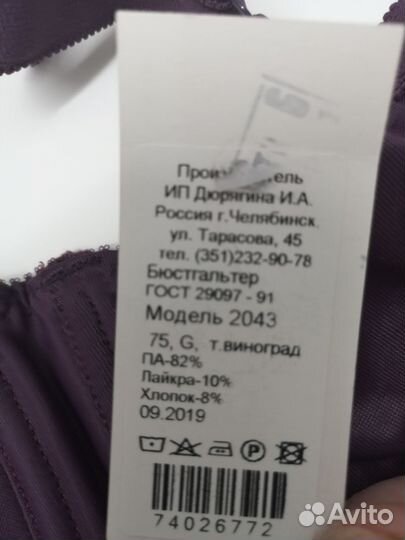 ИП Дюрягина И.А.
Россия г.Челябинск
ул. Тарасова, 45
тел. (351)232-90-78
Бюстгальтер
ГОСТ 29097 - 91
Модель 2043
75, G, т.виноград
ПА-82%
Лайкра-10%
Хлопок-8%
09.2019
P
74026772
Avito